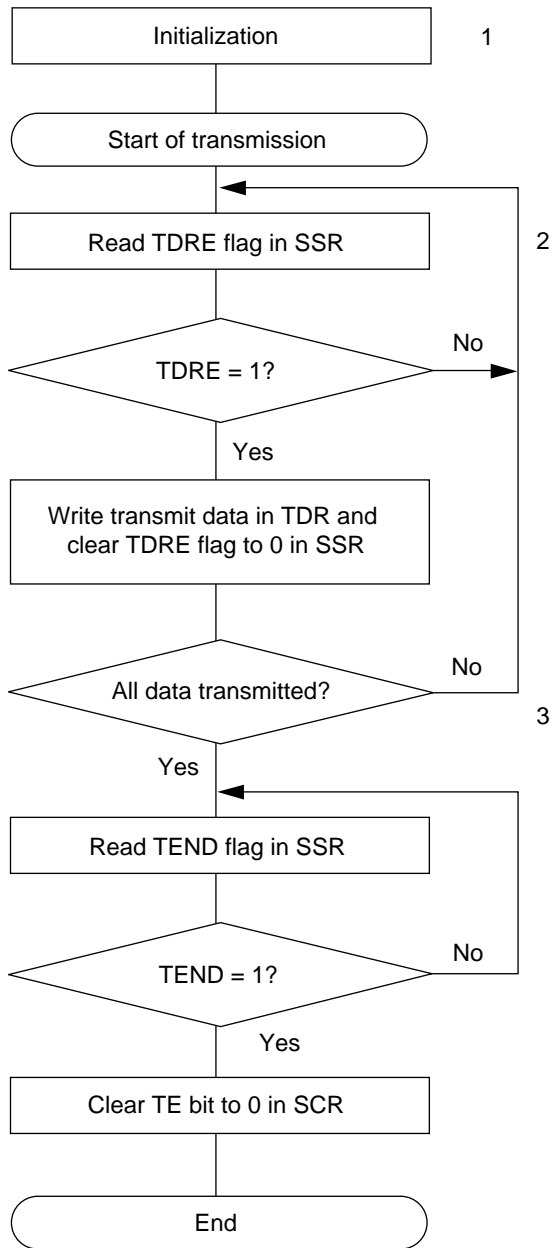 Initialization
1
Start of transmission
Read TDRE flag in SSR
2
TDRE = 1?
No
Yes
Write transmit data in TDR and
clear TDRE flag to 0 in SSR
All data transmitted?
No
3
Yes
Read TEND flag in SSR
TEND = 1?
No
Yes
Clear TE bit to 0 in SCR
End